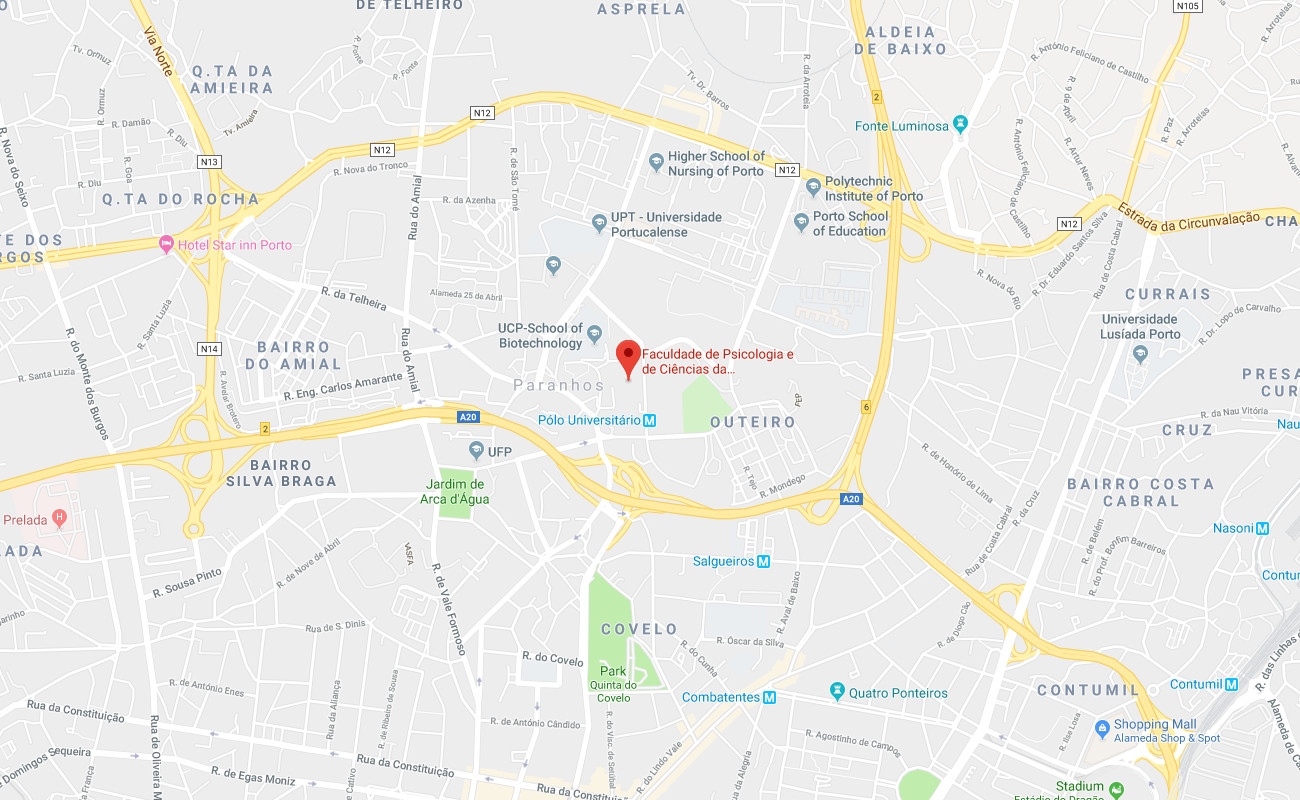 DE TELHEIRO
ASPRELA
N105
Via Norte
ALDEIA
DE BAIXO
R. António Feliciano de Castilho
R. Fonte
R. Fonte
Tv. Ormuz
Q.TA DA
AMIEIRA
R. da Arroteia
Tv. Dr. Barros
2
R. 9 de Abril
R. Ormuz
R. Damão
Tv. Amieira
N12
Fonte Luminosa
R. Paz
R. Arroteias
R. Nova do Seixo
R. Diu
R. Goa
N13
N12
R. Nova do Tronco
R. de São Tomé
Higher School of
Nursing of Porto
N12
R. António Feliciano de Castilho
R. Artur Neves
R. Diu
Q.TA DO ROCHA
Rua do Amial
R. da Azenha
Polytechnic
Institute of Porto
UPT - Universidade
Portucalense
Porto School
of Education
N12
Estrada da Circunvalação
CHA
Hotel Star inn Porto
R. Dr. Eduardo Santos Silva
Rua de Costa Cabral
R. Nova do Rio
R. da Telheira
Alameda 25 de Abril
CURRAIS
R. Santa Luzia
Universidade
Lusíada Porto
R. Dr. Lopo de Carvalho
UCP-School of
Biotechnology
N14
BAIRRO
DO AMIAL
R. do Monte dos Burgos
Rua do Amial
Faculdade de Psicologia e
de Ciências da...
R. Santa Luzia
R. Eng. Carlos Amarante
Paranhos
R. Avelar Brotero
FEP
6
R. da Nau Vitória
A20
Pólo Universitário
OUTEIRO
CRUZ
2
UFP
BAIRRO
SILVA BRAGA
R. de Honório de Lima
R. Tejo
R. Mondego
Jardim de
Arca d'Água
A20
BAIRRO COSTA
CABRAL
R. da Cruz
Prelada
Nasoni
Rua de Costa Cabral
R. de Belém
R. do Prof. Bonfim Barreiros
R. de Nove de Abril
Salgueiros
R. Sousa Pinto
R. de Vale Formoso
R. Aval de Baixo
R. de Diogo Cão
Rua de S. Dinis
COVELO
R. Óscar da Silva
R. do Covelo
R. do Cunha
Park
Quinta do
Covelo
R. de António Enes
R. Aliança
R. de Ribeiro de Sousa
Combatentes
Quatro Ponteiros
CONTUMIL
Contumil
R. das Linhas de
Rua da Constituição
R. de António Cândido
R. do Visc. de Setúbal
R. do Lindo Vale
R. Agostinho de Campos
R. Ilse Losa
Shopping Mall
Alameda Shop & Spot
Rua de Oliveira
Domingos Sequeira
R. de Egas Moniz
Rua da Constituição
Rua da Constituição
Stadium
Estádio do Dragão